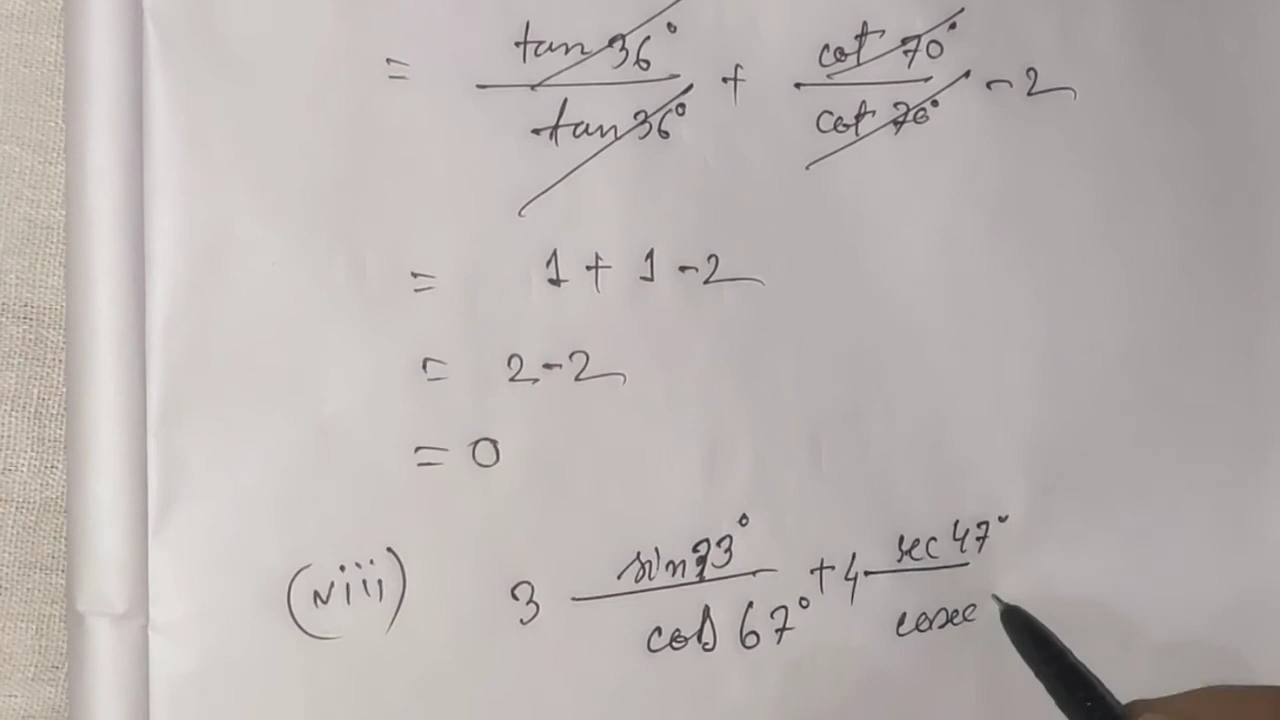 = tan 36° / tan 36° + cot 70° / cot 70° - 2
= 1 + 1 - 2
= 2 - 2
= 0
(viii) 3 sin 23° / cos 67° + 4 sec 47° / cosec